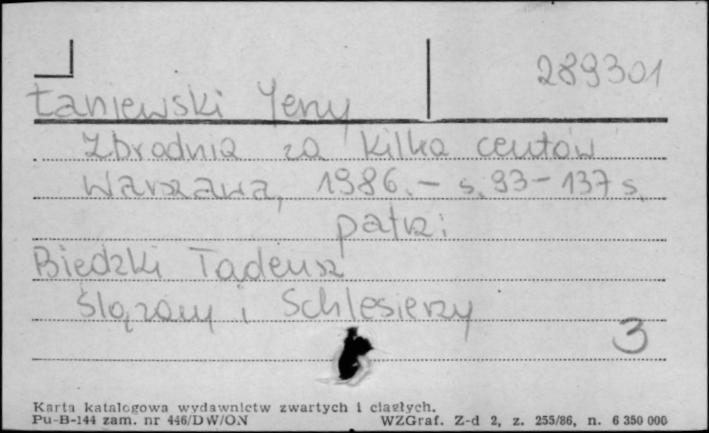 289301
Łaniewski Jerzy
Zbrodnia za kilka centów
Warszawa, 1986. - s. 93-137 s.
patrz:
Biedzki Tadeusz
Ślązacy i Schlesierzy
3
Karta katalogowa wydawnictw zwartych i ciągłych.
Pu-B-144 zam. nr 446/DW/ON WZGraf. Z-d 2, z. 255/86, n. 6 350 000